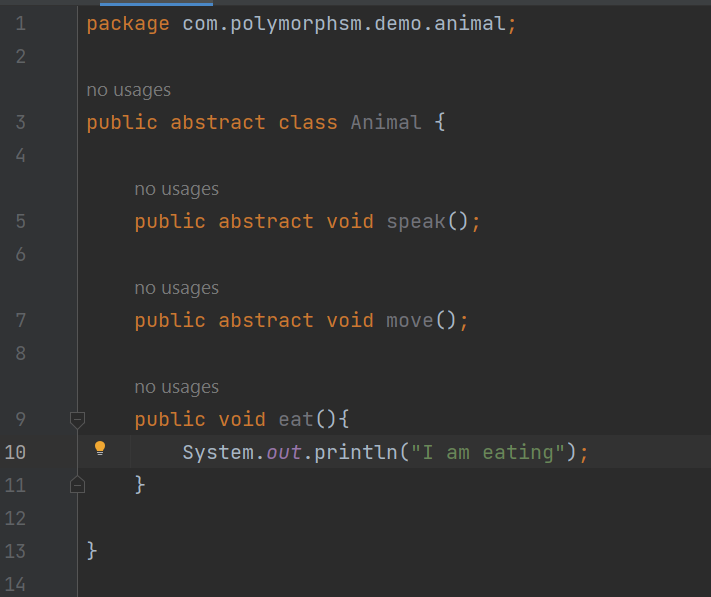 1 package com.polymorphsm.demo.animal;
2
no usages
3 public abstract class Animal {
4
no usages
5 public abstract void speak();
6
no usages
7 public abstract void move();
8
no usages
9 public void eat(){
10 System.out.println("I am eating");
11 }
12
13 }
14